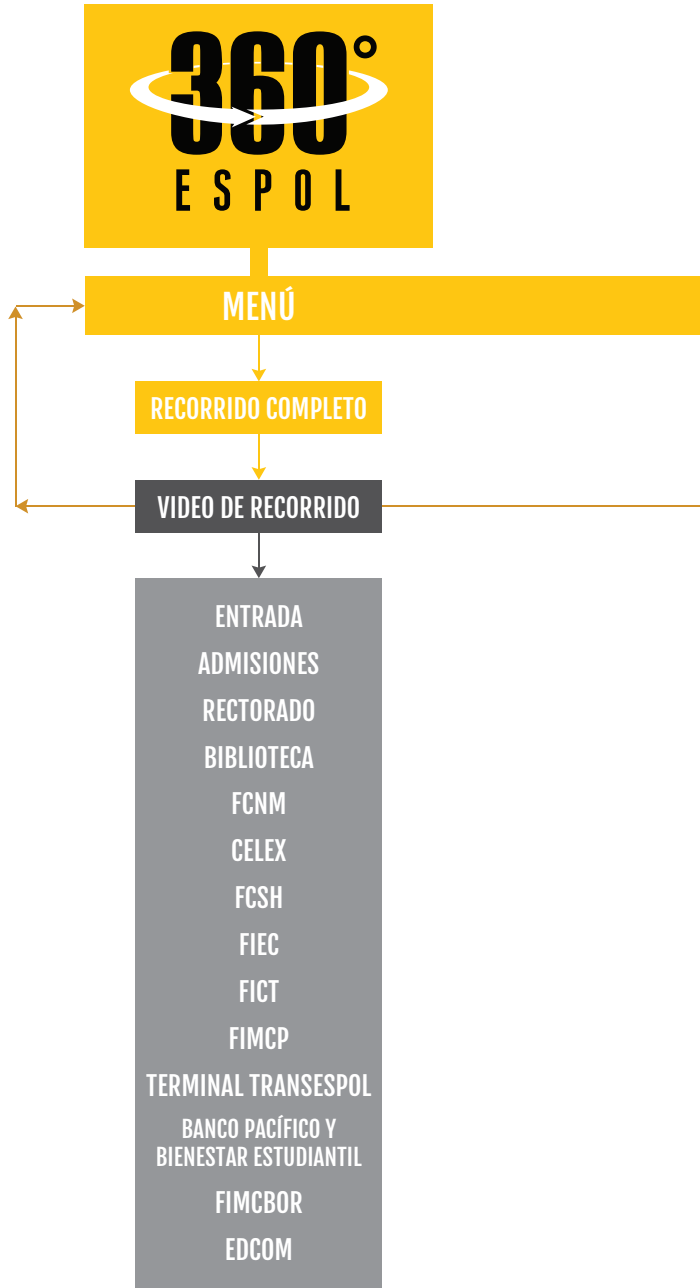 360°
ESPOL
MENÚ
RECORRIDO COMPLETO
VIDEO DE RECORRIDO
ENTRADA
ADMISIONES
RECTORADO
BIBLIOTECA
FCNM
CELEX
FCSH
FIEC
FICT
FIMCP
TERMINAL TRANSESPOL
BANCO PACÍFICO Y
BIENESTAR ESTUDIANTIL
FIMCBOR
EDCOM